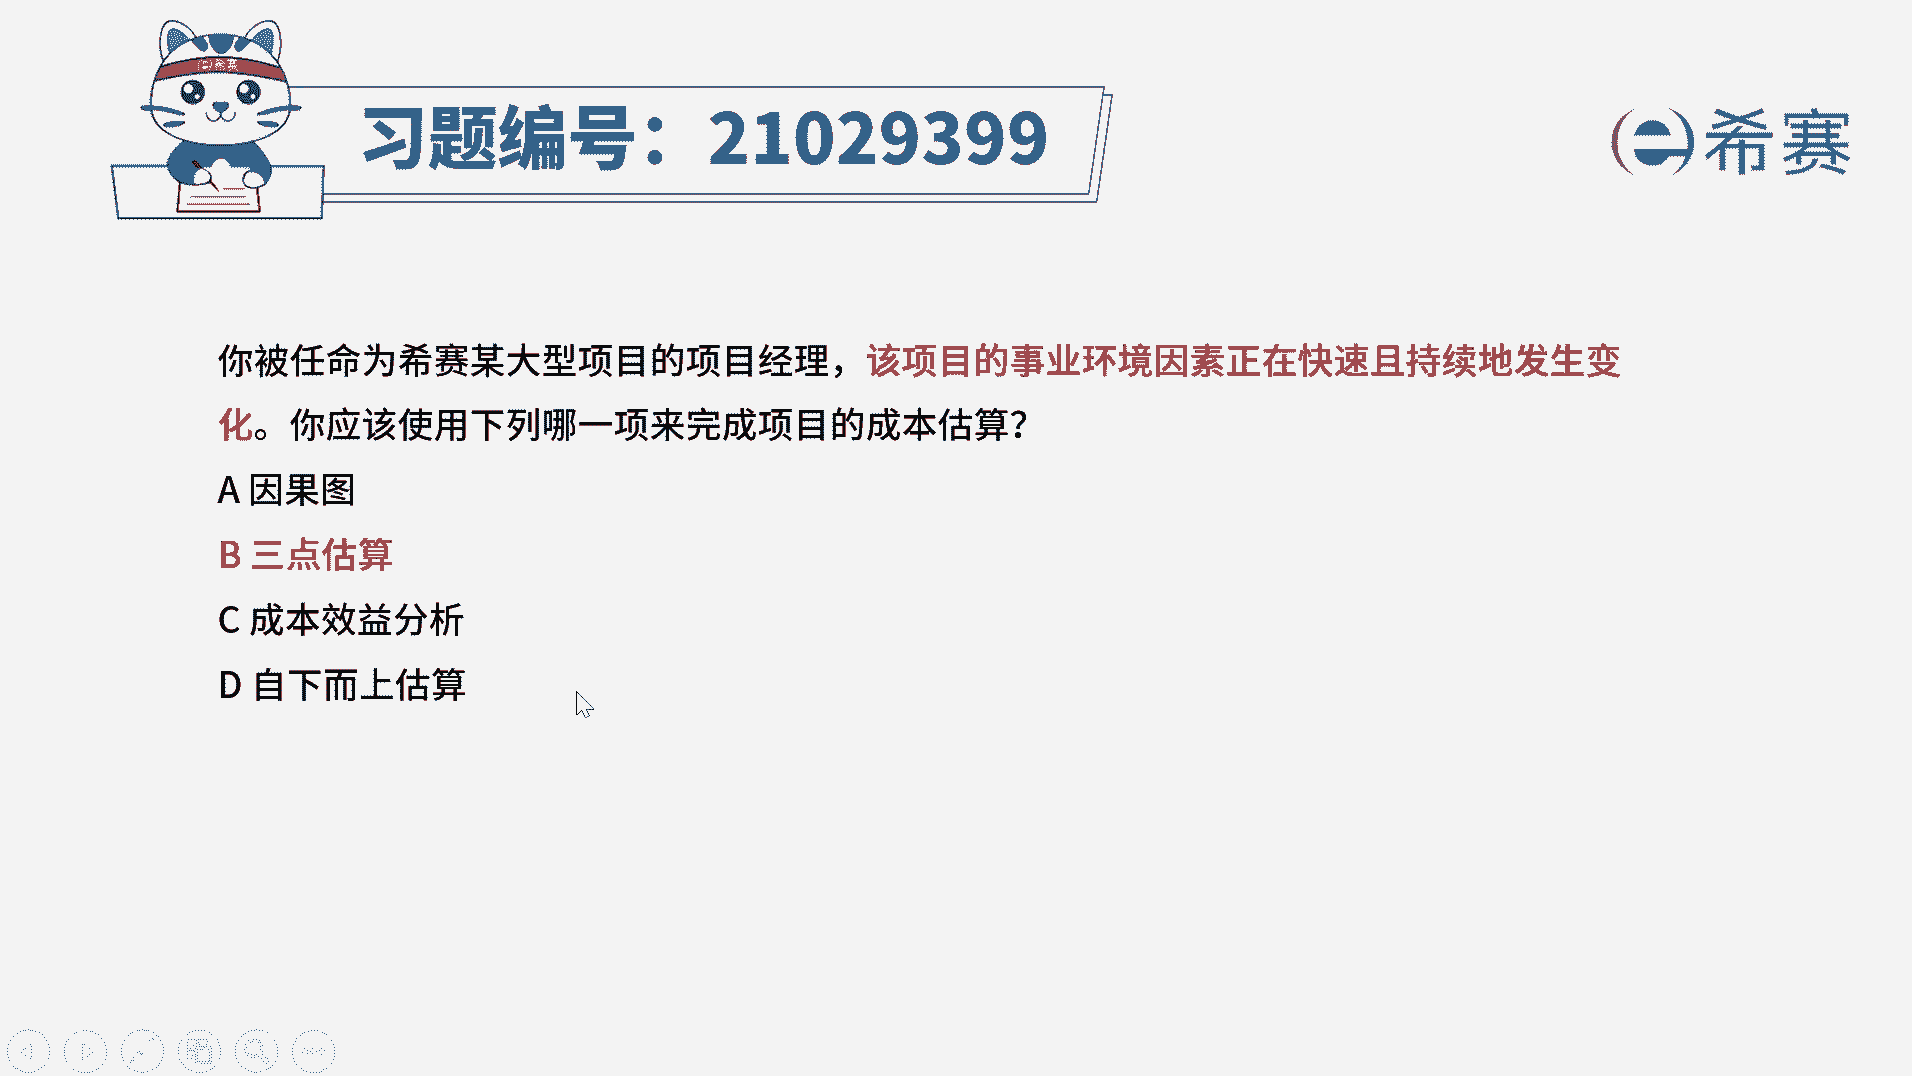 希赛
习题编号：21029399
希赛
你被任命为希赛某大型项目的项目经理，该项目的事业环境因素正在快速且持续地发生变
化。你应该使用下列哪一项来完成项目的成本估算？
A 因果图
B 三点估算
C 成本效益分析
D 自下而上估算